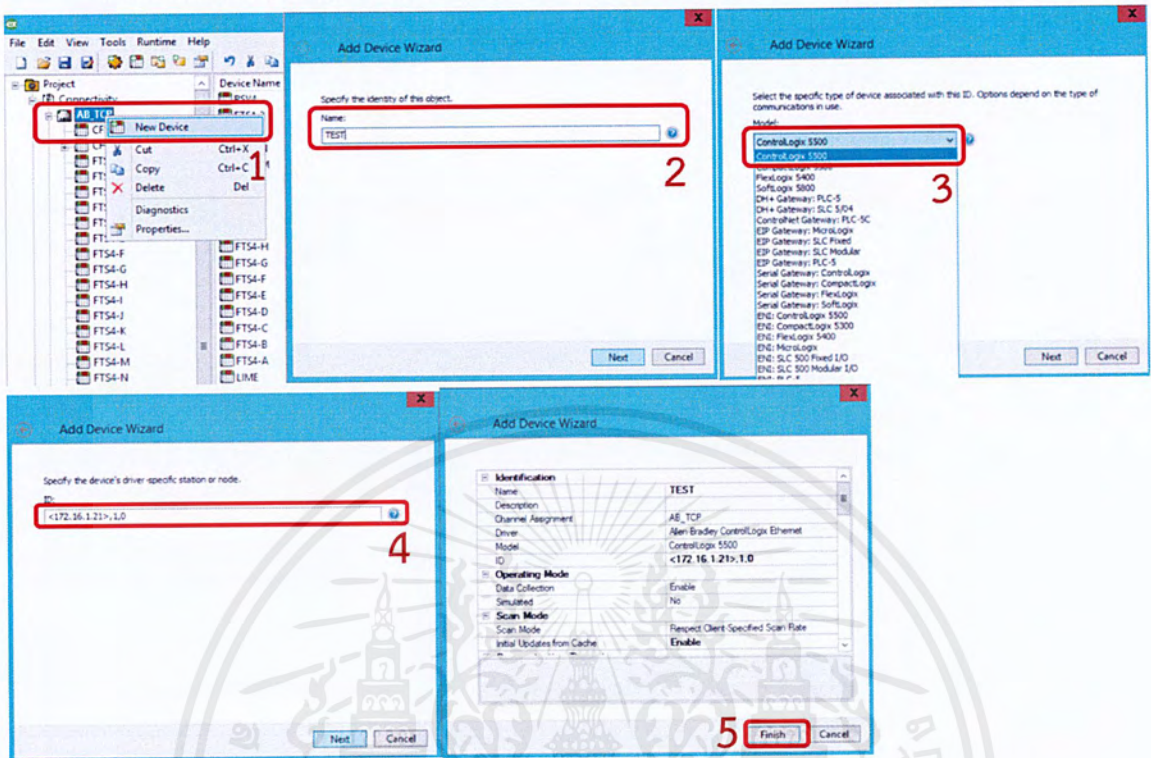 File Edit View Tools Runtime Help
Project
Connectivity
AB_TCP
New Device
Cut Ctrl+X
Copy Ctrl+C
Delete Del
Diagnostics
Properties...
FTS4-F
FTS4-G
FTS4-H
FTS4-I
FTS4-J
FTS4-K
FTS4-L
FTS4-M
FTS4-N
Device Name
FTS4-H
FTS4-G
FTS4-F
FTS4-E
FTS4-D
FTS4-C
FTS4-B
FTS4-A
LIME
1
Add Device Wizard
Specify the identity of this object.
Name:
TEST
2
Next Cancel
Add Device Wizard
Select the specific type of device associated with this ID. Options depend on the type of
communications in use.
Model:
ControlLogix 5500
ControlLogix 5500
CompactLogix 5300
FlexLogix 5400
SoftLogix 5800
DH+ Gateway: PLC-5
DH+ Gateway: SLC 5/04
ControlNet Gateway: PLC-5C
EIP Gateway: MicroLogix
EIP Gateway: SLC Fixed
EIP Gateway: SLC Modular
EIP Gateway: PLC-5
Serial Gateway: ControlLogix
Serial Gateway: CompactLogix
Serial Gateway: FlexLogix
Serial Gateway: SoftLogix
ENI: ControlLogix 5500
ENI: CompactLogix 5300
ENI: FlexLogix 5400
ENI: MicroLogix
ENI: SLC 500 Fixed I/O
ENI: SLC 500 Modular I/O
ENI: PLC-5
3
Next Cancel
Add Device Wizard
Specify the device's driver-specific station or node.
ID:
<172.16.1.21>,1,0
4
Next Cancel
Add Device Wizard
Identification
Name TEST
Description
Channel Assignment AB_TCP
Driver Allen Bradley ControlLogix Ethernet
Model ControlLogix 5500
ID <172.16.1.21>,1,0
Operating Mode
Data Collection Enable
Simulated No
Scan Mode
Scan Mode Respect Client Specified Scan Rate
Initial Updates from Cache Enable
5
Finish Cancel